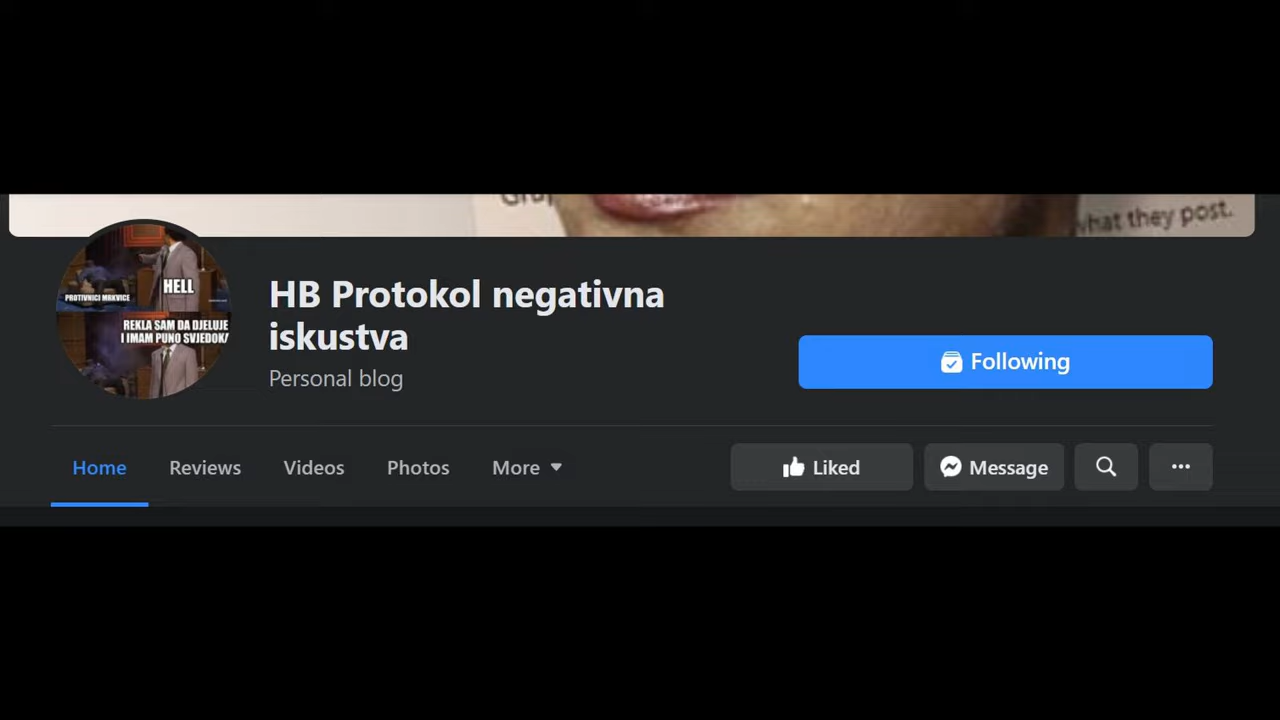 what they post.
HELL
PROTIVNICI MRKVICE
REKLA SAM DA DJELUJE
I IMAM PUNO SVJEDOKA
HB Protokol negativna
iskustva
Personal blog
Following
Home Reviews Videos Photos More Liked Message